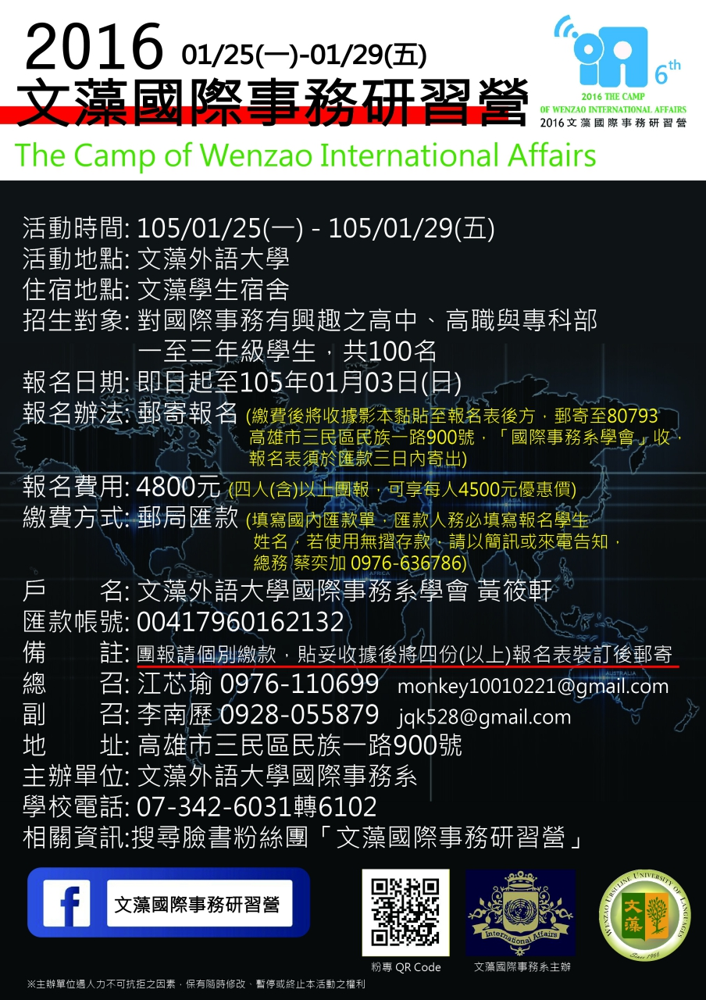 2016 01/25(一)-01/29(五)
文藻國際事務研習營
The Camp of Wenzao International Affairs
6th
2016 THE CAMP
OF WENZAO INTERNATIONAL AFFAIRS
2016文藻國際事務研習營
活動時間: 105/01/25(一) - 105/01/29(五)
活動地點: 文藻外語大學
住宿地點: 文藻學生宿舍
招生對象: 對國際事務有興趣之高中、高職與專科部
一至三年級學生，共100名
報名日期: 即日起至105年01月03日(日)
報名辦法: 郵寄報名 (繳費後將收據影本黏貼至報名表後方，郵寄至80793
高雄市三民區民族一路900號，「國際事務系學會」收，
報名表須於匯款三日內寄出)
報名費用: 4800元 (四人(含)以上團報，可享每人4500元優惠價)
繳費方式: 郵局匯款 (填寫國內匯款單，匯款人務必填寫報名學生
姓名，若使用無摺存款，請以簡訊或來電告知，
總務 蔡奕加 0976-636786)
戶名: 文藻外語大學國際事務系學會 黃筱軒
匯款帳號: 00417960162132
備註: 團報請個別繳款，貼妥收據後將四份(以上)報名表裝訂後郵寄
總召: 江芯瑜 0976-110699 monkey10010221@gmail.com
副召: 李南歷 0928-055879 jqk528@gmail.com
地址: 高雄市三民區民族一路900號
主辦單位: 文藻外語大學國際事務系
學校電話: 07-342-6031轉6102
相關資訊:搜尋臉書粉絲團「文藻國際事務研習營」
AFRICA
AUSTRALIA
f 文藻國際事務研習營
粉專 QR Code
International Affairs
文藻國際事務系主辦
WENZAO URSULINE UNIVERSITY OF LANGUAGES
文藻
Since 1966
※主辦單位遇人力不可抗拒之因素，保有隨時修改、暫停或終止本活動之權利